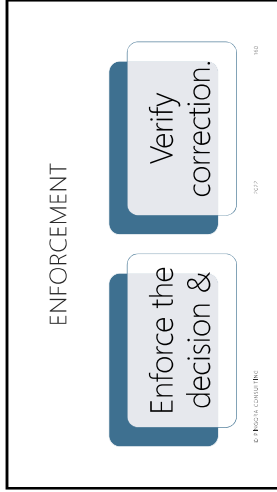 ENFORCEMENT
Enforce the
decision &
Verify
correction.